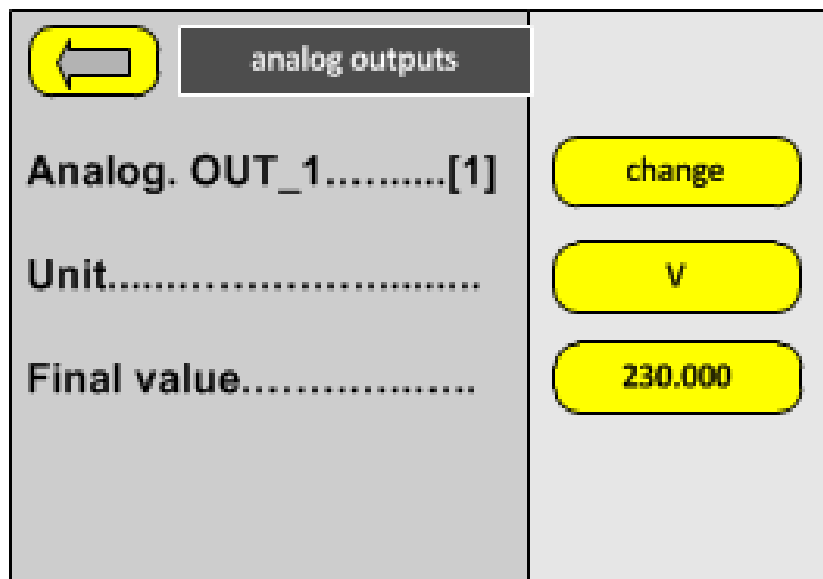 analog outputs
Analog. OUT_1..........[1] change
Unit............................... V
Final value.................. 230.000